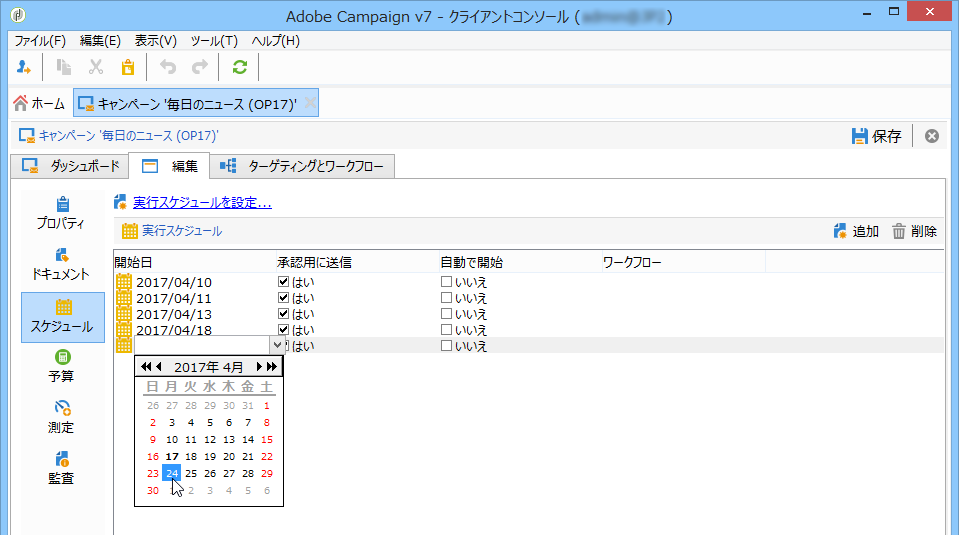 Adobe Campaign v7 - クライアントコンソール ( )
ファイル(F) 編集(E) 表示(V) ツール(T) ヘルプ(H)
ホーム キャンペーン '毎日のニュース (OP17)'
キャンペーン '毎日のニュース (OP17)' 保存
ダッシュボード 編集 ターゲティングとワークフロー
プロパティ
ドキュメント
スケジュール
予算
測定
監査
実行スケジュールを設定...
実行スケジュール 追加 削除
開始日 承認用に送信 自動で開始 ワークフロー
2017/04/10 はい いいえ
2017/04/11 はい いいえ
2017/04/13 はい いいえ
2017/04/18 はい いいえ
はい いいえ
2017年 4月
日 月 火 水 木 金 土
26 27 28 29 30 31 1
2 3 4 5 6 7 8
9 10 11 12 13 14 15
16 17 18 19 20 21 22
23 24 25 26 27 28 29
30 1 2 3 4 5 6